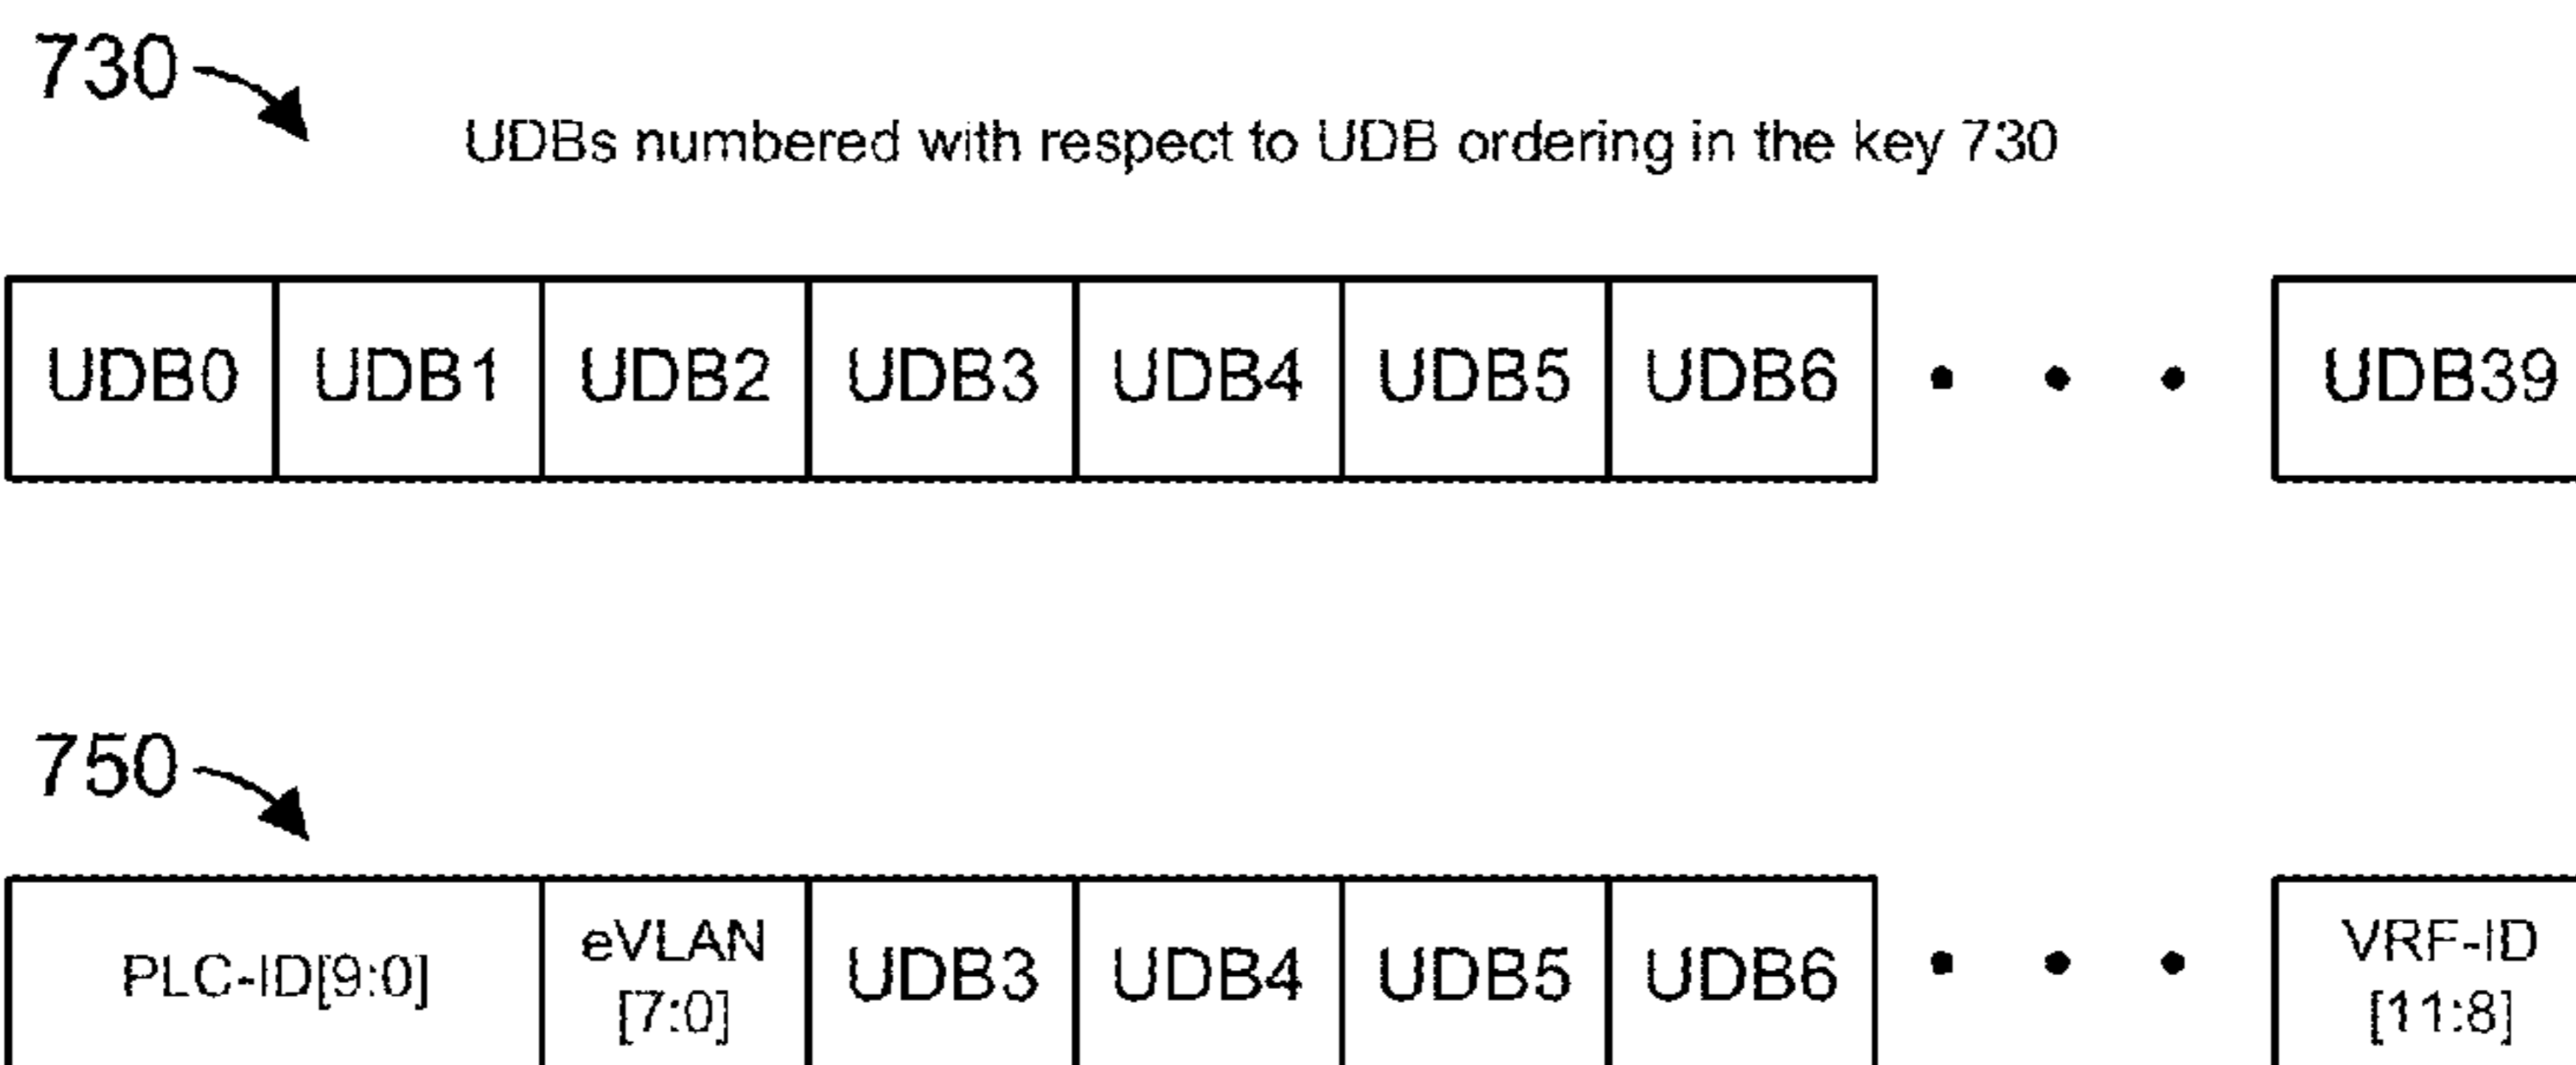 730
UDBs numbered with respect to UDB ordering in the key 730
UDB0 UDB1 UDB2 UDB3 UDB4 UDB5 UDB6 • • • UDB39
750
PLC-ID[9:0] eVLAN [7:0] UDB3 UDB4 UDB5 UDB6 • • • VRF-ID [11:8]